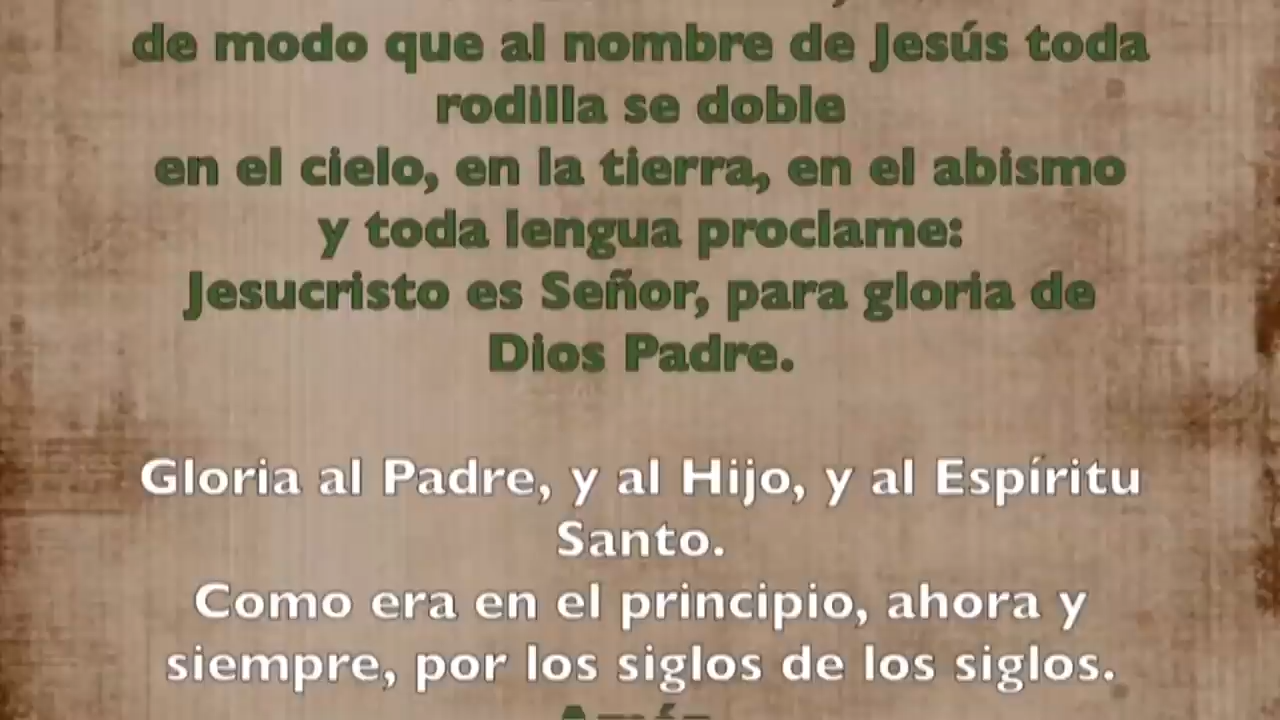 de modo que al nombre de Jesús toda
rodilla se doble
en el cielo, en la tierra, en el abismo
y toda lengua proclame:
Jesucristo es Señor, para gloria de
Dios Padre.
Gloria al Padre, y al Hijo, y al Espíritu
Santo.
Como era en el principio, ahora y
siempre, por los siglos de los siglos.